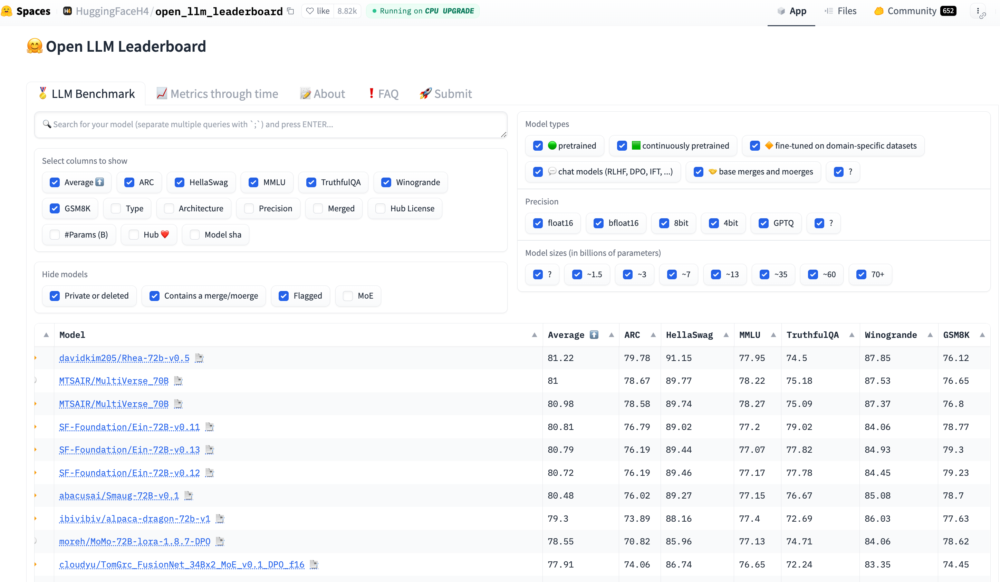 Spaces HuggingFaceH4/open_llm_leaderboard like 8.82k Running on CPU UPGRADE App Files Community 652
Open LLM Leaderboard
LLM Benchmark Metrics through time About FAQ Submit
Search for your model (separate multiple queries with `;`) and press ENTER...
Select columns to show
Average ARC HellaSwag MMLU TruthfulQA Winogrande
GSM8K Type Architecture Precision Merged Hub License
#Params (B) Hub Model sha
Hide models
Private or deleted Contains a merge/moerge Flagged MoE
Model types
pretrained continuously pretrained fine-tuned on domain-specific datasets
chat models (RLHF, DPO, IFT, ...) base merges and moerges ?
Precision
float16 bfloat16 8bit 4bit GPTQ ?
Model sizes (in billions of parameters)
? ~1.5 ~3 ~7 ~13 ~35 ~60 70+
Model Average ARC HellaSwag MMLU TruthfulQA Winogrande GSM8K
davidkim205/Rhea-72b-v0.5 81.22 79.78 91.15 77.95 74.5 87.85 76.12
MTSAIR/MultiVerse_70B 81 78.67 89.77 78.22 75.18 87.53 76.65
MTSAIR/MultiVerse_70B 80.98 78.58 89.74 78.27 75.09 87.37 76.8
SF-Foundation/Ein-72B-v0.11 80.81 76.79 89.02 77.2 79.02 84.06 78.77
SF-Foundation/Ein-72B-v0.13 80.79 76.19 89.44 77.07 77.82 84.93 79.3
SF-Foundation/Ein-72B-v0.12 80.72 76.19 89.46 77.17 77.78 84.45 79.23
abacusai/Smaug-72B-v0.1 80.48 76.02 89.27 77.15 76.67 85.08 78.7
ibivibiv/alpaca-dragon-72b-v1 79.3 73.89 88.16 77.4 72.69 86.03 77.63
moreh/MoMo-72B-lora-1.8.7-DPO 78.55 70.82 85.96 77.13 74.71 84.06 78.62
cloudyu/TomGrc_FusionNet_34Bx2_MoE_v0.1_DPO_f16 77.91 74.06 86.74 76.65 72.24 83.35 74.45